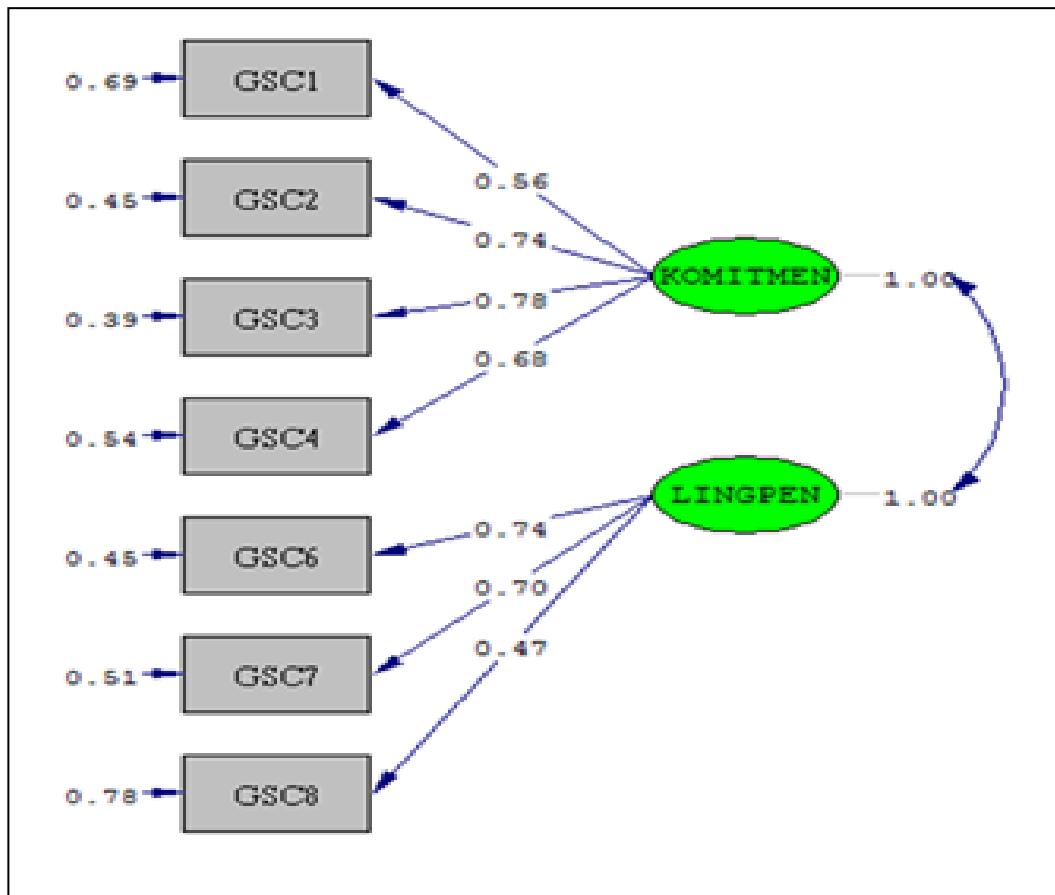 0.69 GSC1
0.56
0.45 GSC2
0.74
KOMITMEN 1.00
0.78
0.39 GSC3
0.68
0.54 GSC4
LINGPEN 1.00
0.74
0.45 GSC6
0.70
0.51 GSC7
0.47
0.78 GSC8